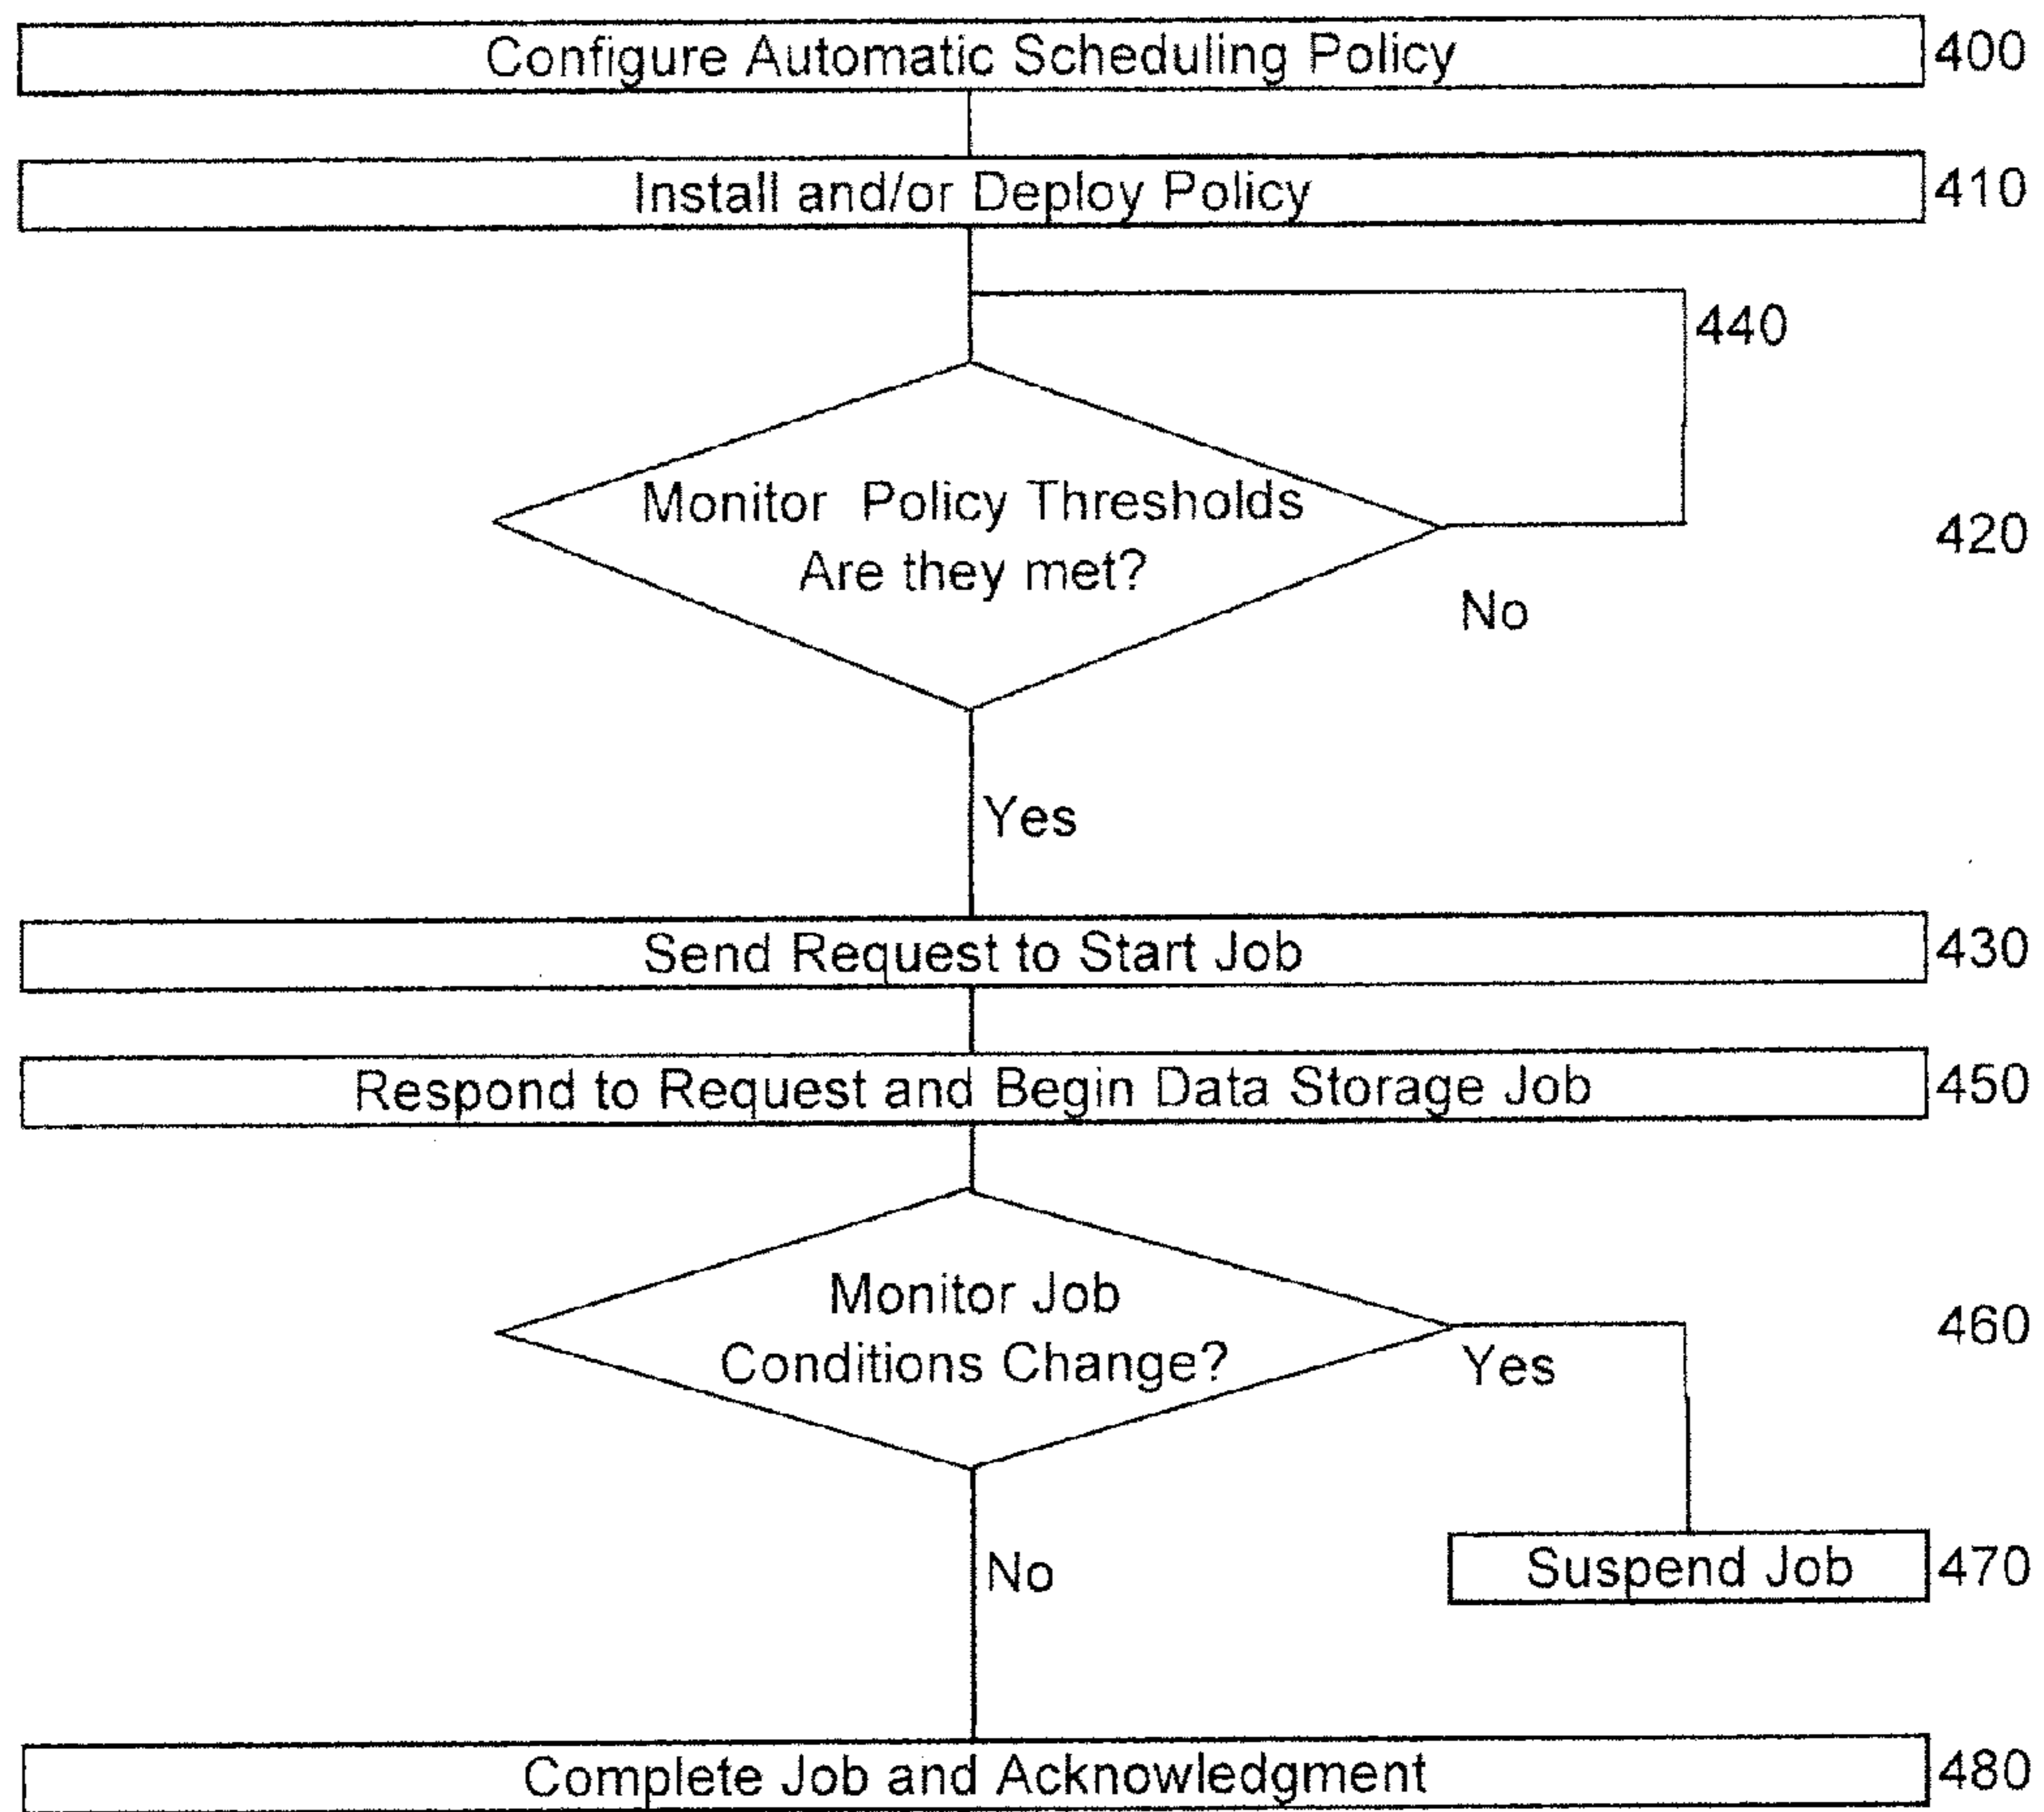 Configure Automatic Scheduling Policy 400
Install and/or Deploy Policy 410
440
Monitor Policy Thresholds
Are they met?
420
No
Yes
Send Request to Start Job 430
Respond to Request and Begin Data Storage Job 450
Monitor Job
Conditions Change?
460
Yes
No
Suspend Job 470
Complete Job and Acknowledgment 480